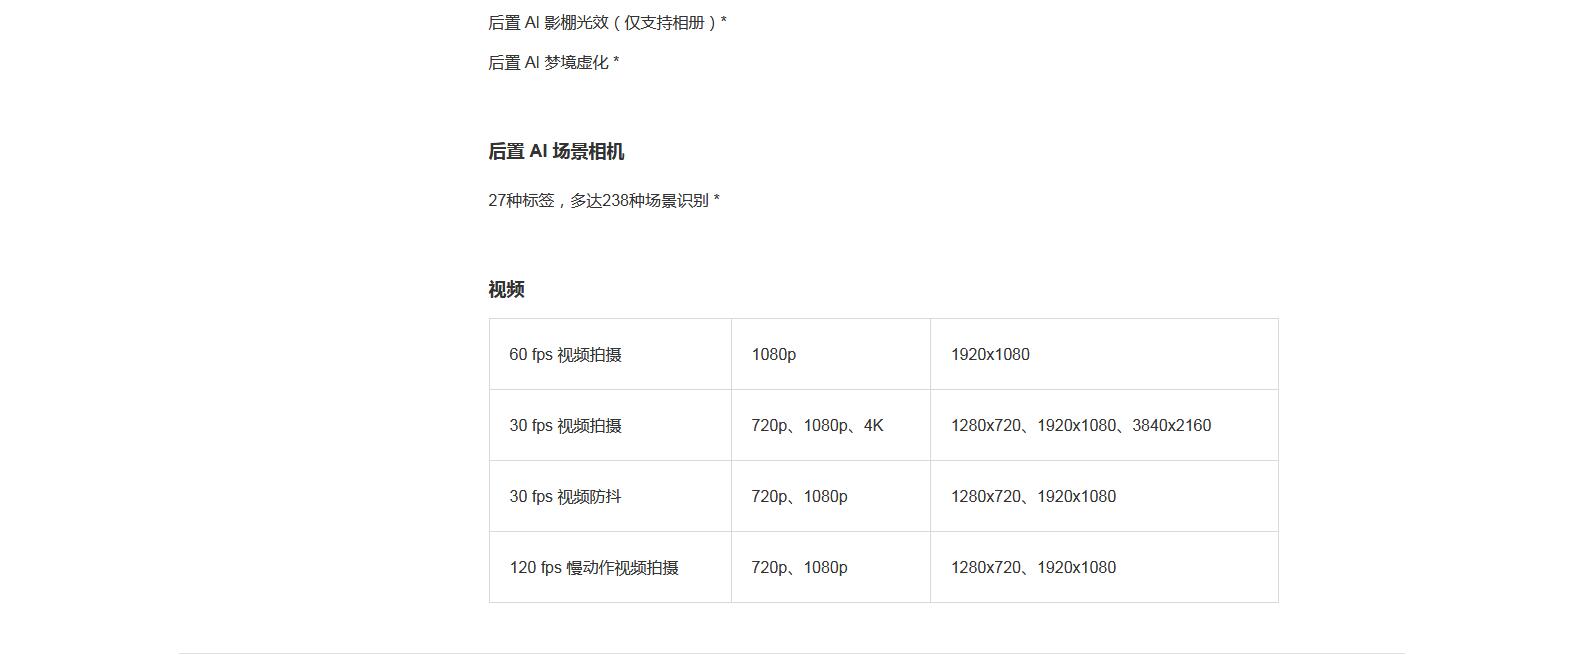 后置 AI 影棚光效（仅支持相册）*
后置 AI 梦境虚化 *
后置 AI 场景相机
27种标签，多达238种场景识别 *
视频
60 fps 视频拍摄 1080p 1920x1080
30 fps 视频拍摄 720p、1080p、4K 1280x720、1920x1080、3840x2160
30 fps 视频防抖 720p、1080p 1280x720、1920x1080
120 fps 慢动作视频拍摄 720p、1080p 1280x720、1920x1080